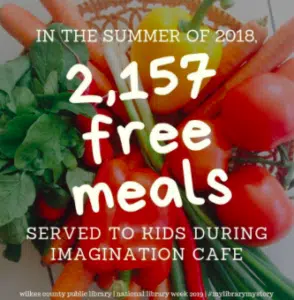 IN THE SUMMER OF 2018,
2,157
free
meals
SERVED TO KIDS DURING
IMAGINATION CAFE
wilkes county public library | national library week 2019 | #mylibrarymystory